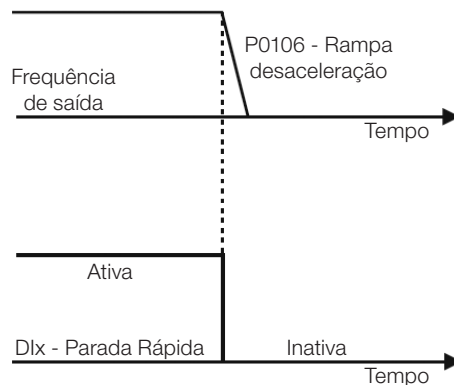 P0106 - Rampa
desaceleração
Frequência
de saída
Tempo
Ativa
DIx - Parada Rápida
Inativa
Tempo